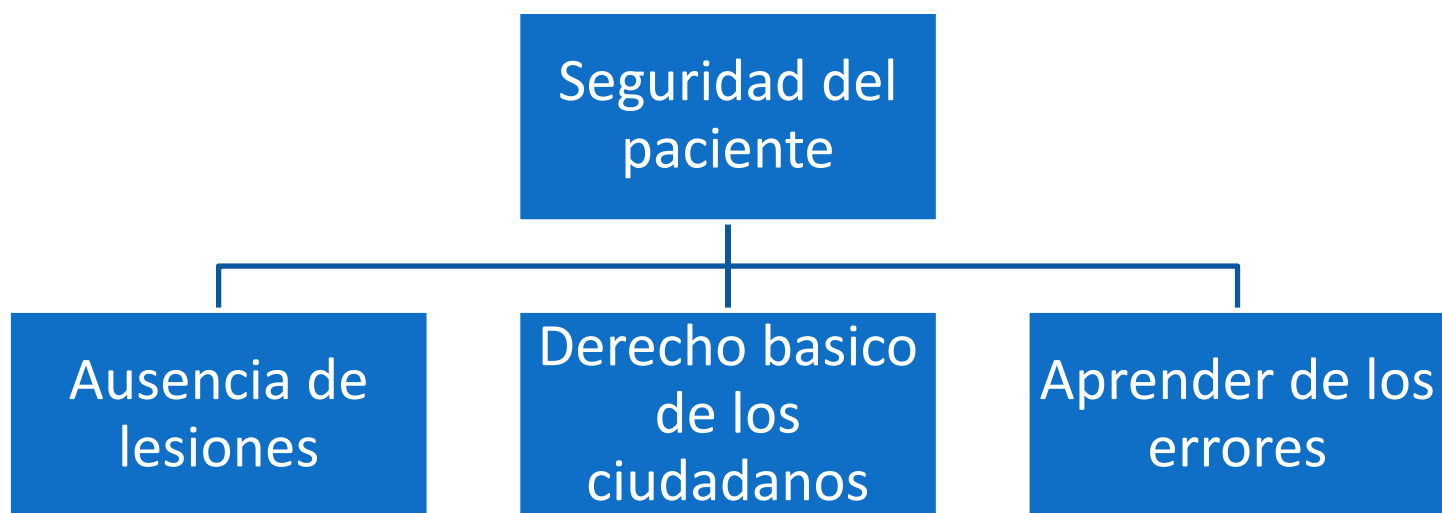 Seguridad del
paciente
Ausencia de
lesiones
Derecho basico
de los
ciudadanos
Aprender de los
errores